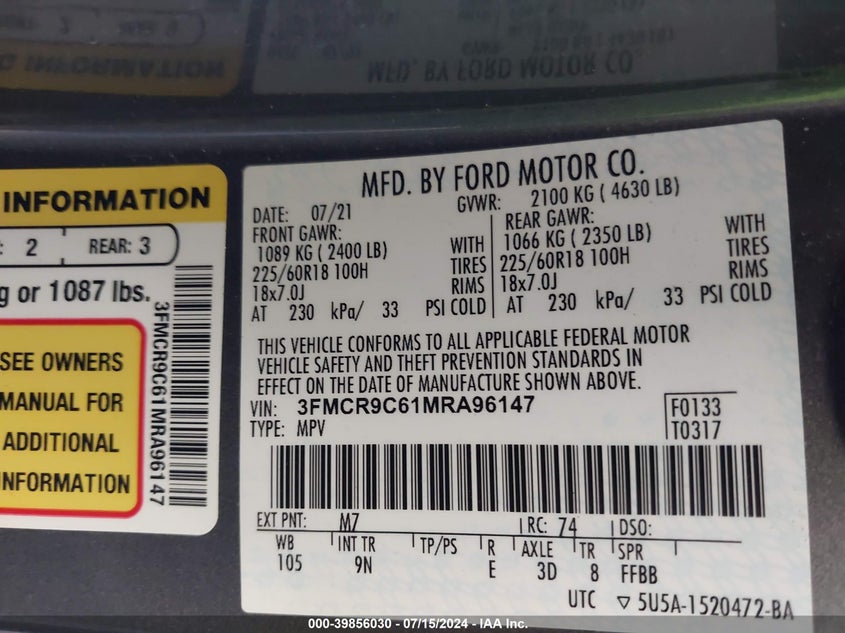 INFORMATION
: 2 REAR: 3
g or 1087 lbs.
SEE OWNERS
MANUAL FOR
ADDITIONAL
INFORMATION
3FMCR9C61MRA96147
MFD. BY FORD MOTOR CO.
DATE: 07/21 GVWR: 2100 KG ( 4630 LB)
FRONT GAWR: REAR GAWR:
1089 KG ( 2400 LB) WITH 1066 KG ( 2350 LB) WITH
225/60R18 100H TIRES 225/60R18 100H TIRES
18x7.0J RIMS 18x7.0J RIMS
AT 230 kPa/ 33 PSI COLD AT 230 kPa/ 33 PSI COLD
THIS VEHICLE CONFORMS TO ALL APPLICABLE FEDERAL MOTOR
VEHICLE SAFETY AND THEFT PREVENTION STANDARDS IN
EFFECT ON THE DATE OF MANUFACTURE SHOWN ABOVE.
VIN: 3FMCR9C61MRA96147 F0133
TYPE: MPV T0317
EXT PNT: M7 RC: 74 DSO:
WB INT TR TP/PS R AXLE TR SPR
105 9N E 3D 8 FFBB
UTC ▽ 5U5A-1520472-BA
000-39856030 - 07/15/2024 - IAA Inc.